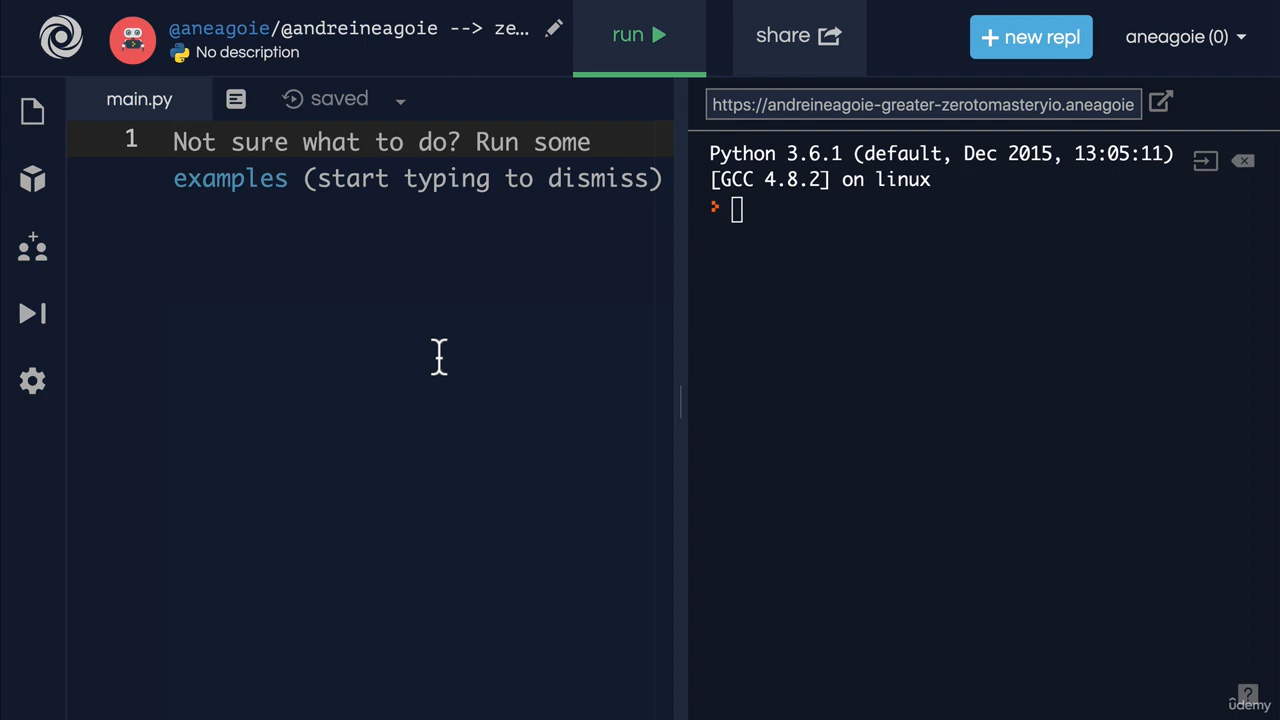 @aneagoie/@andreineagoie --> ze...
No description
run
share
+ new repl
aneagoie (0)
main.py
saved
https://andreineagoie-greater-zerotomasteryio.aneagoie
1 Not sure what to do? Run some
examples (start typing to dismiss)
Python 3.6.1 (default, Dec 2015, 13:05:11)
[GCC 4.8.2] on linux
?
ûdemy